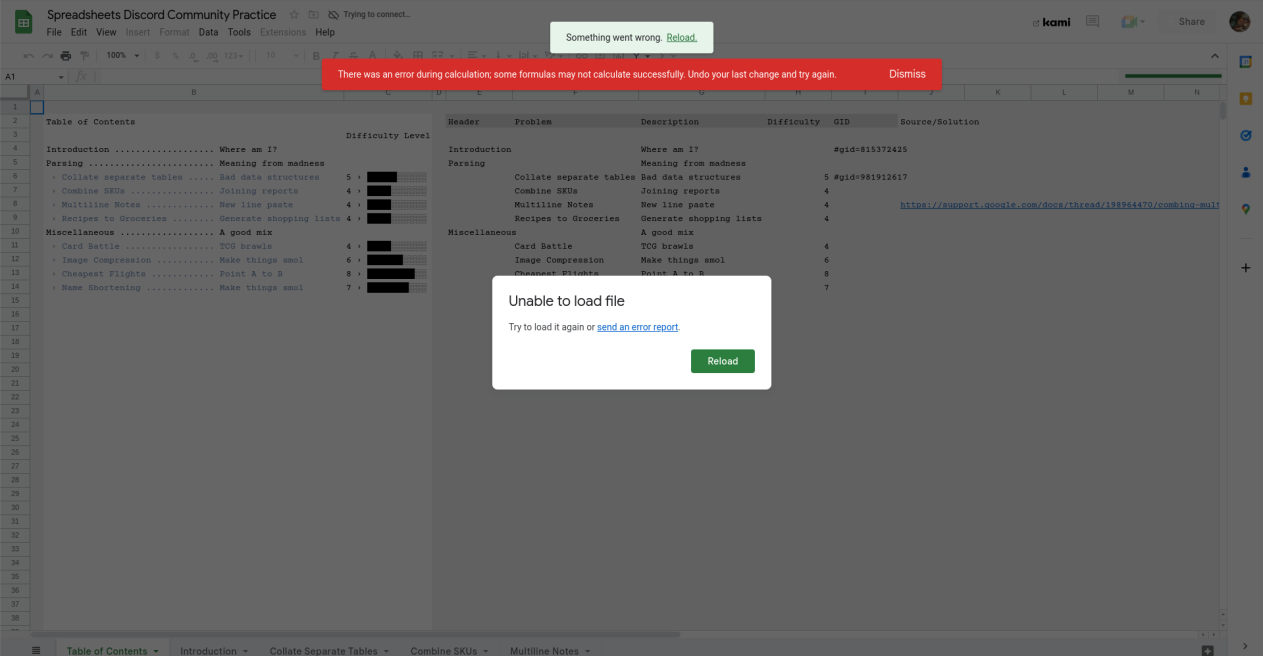 Spreadsheets Discord Community Practice
Trying to connect...
kami
Share
File Edit View Insert Format Data Tools Extensions Help
Something went wrong. Reload.
100% $ % .0 .00 123 10 B I S A
There was an error during calculation; some formulas may not calculate successfully. Undo your last change and try again. Dismiss
A1 fx
A B C D E F G H I J K L M N
1
2 Table of Contents Header Problem Description Difficulty GID Source/Solution
3 Difficulty Level
4 Introduction ................... Where am I? Introduction Where am I? #gid=815372425
5 Parsing ........................ Meaning from madness Parsing Meaning from madness
6 › Collate separate tables ..... Bad data structures 5 › Collate separate tables Bad data structures 5 #gid=981912617
7 › Combine SKUs ................ Joining reports 4 › Combine SKUs Joining reports 4
8 › Multiline Notes ............. New line paste 4 › Multiline Notes New line paste 4 https://support.google.com/docs/thread/198964470/combing-mult
9 › Recipes to Groceries ........ Generate shopping lists 4 › Recipes to Groceries Generate shopping lists 4
10 Miscellaneous .................. A good mix Miscellaneous A good mix
11 › Card Battle ................. TCG brawls 4 › Card Battle TCG brawls 4
12 › Image Compression ........... Make things smol 6 › Image Compression Make things smol 6
13 › Cheapest Flights ............ Point A to B 8 › Cheapest Flights Point A to B
14 › Name Shortening ............. Make things smol 7 › 7
15
16
17
18
19
20
21
22
23
24
25
26
27
28
29
30
31
32
33
34
35
36
37
38
Unable to load file
Try to load it again or send an error report.
Reload
Table of Contents Introduction Collate Separate Tables Combine SKUs Multiline Notes